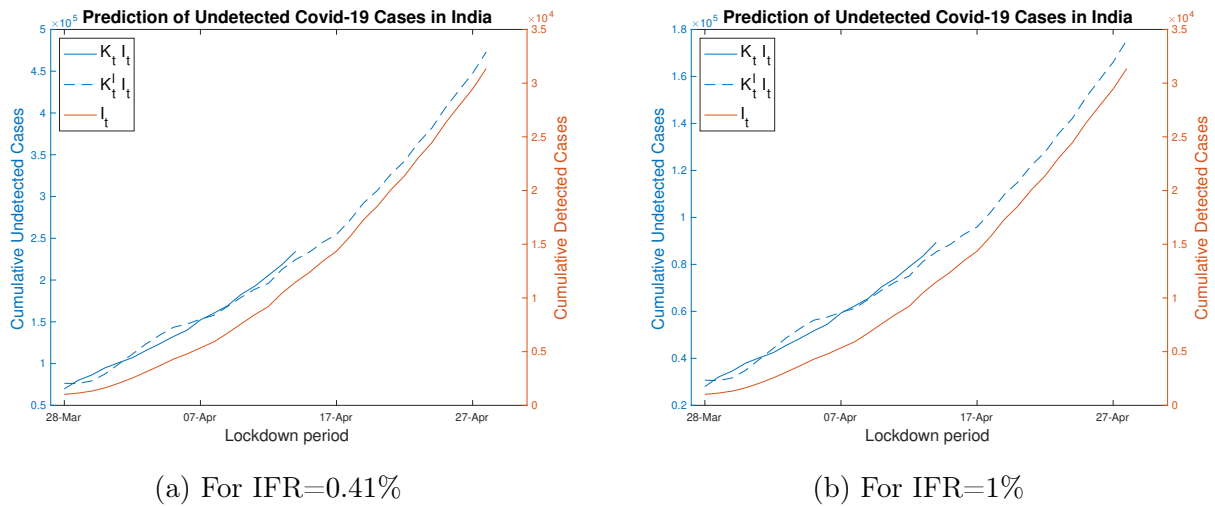 Prediction of Undetected Covid-19 Cases in India
×10^5
×10^4
5
4.5
4
3.5
3
2.5
2
1.5
1
0.5
Cumulative Undetected Cases
K_t I_t
K_t^I I_t
I_t
3.5
3
2.5
2
1.5
1
0.5
0
Cumulative Detected Cases
28-Mar 07-Apr 17-Apr 27-Apr
Lockdown period
(a) For IFR=0.41%
Prediction of Undetected Covid-19 Cases in India
×10^5
×10^4
1.8
1.6
1.4
1.2
1
0.8
0.6
0.4
0.2
Cumulative Undetected Cases
K_t I_t
K_t^I I_t
I_t
3.5
3
2.5
2
1.5
1
0.5
0
Cumulative Detected Cases
28-Mar 07-Apr 17-Apr 27-Apr
Lockdown period
(b) For IFR=1%